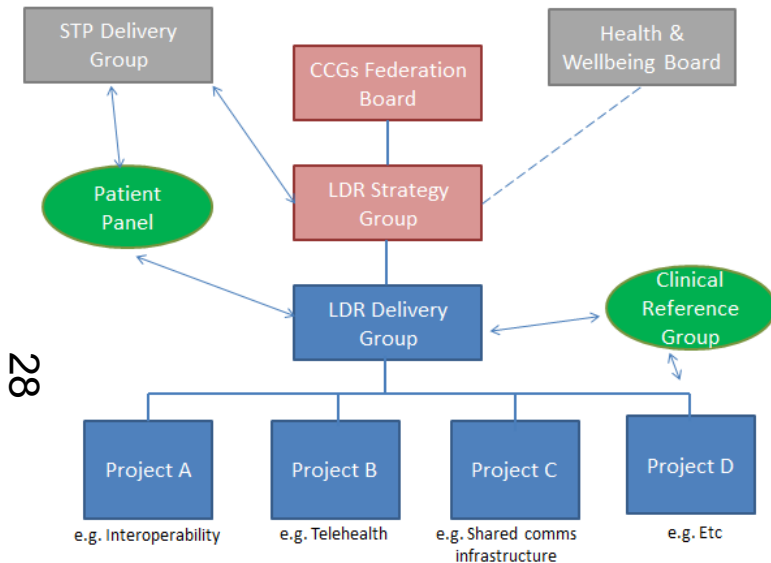 STP Delivery
Group
CCGs Federation
Board
Health &
Wellbeing Board
Patient
Panel
LDR Strategy
Group
LDR Delivery
Group
Clinical
Reference
Group
28
Project A
Project B
Project C
Project D
e.g. Interoperability
e.g. Telehealth
e.g. Shared comms
infrastructure
e.g. Etc